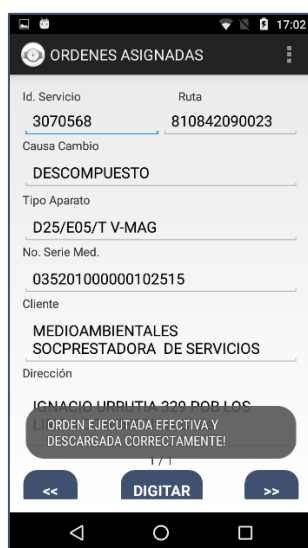 17:02
ORDENES ASIGNADAS
Id. Servicio Ruta
3070568 810842090023
Causa Cambio
DESCOMPUESTO
Tipo Aparato
D25/E05/T V-MAG
No. Serie Med.
035201000000102515
Cliente
MEDIOAMBIENTALES
SOCPRESTADORA DE SERVICIOS
Dirección
IGNACIO URRUTIA 329 POB LOS
ORDEN EJECUTADA EFECTIVA Y
DESCARGADA CORRECTAMENTE!
1 / 1
<< DIGITAR >>